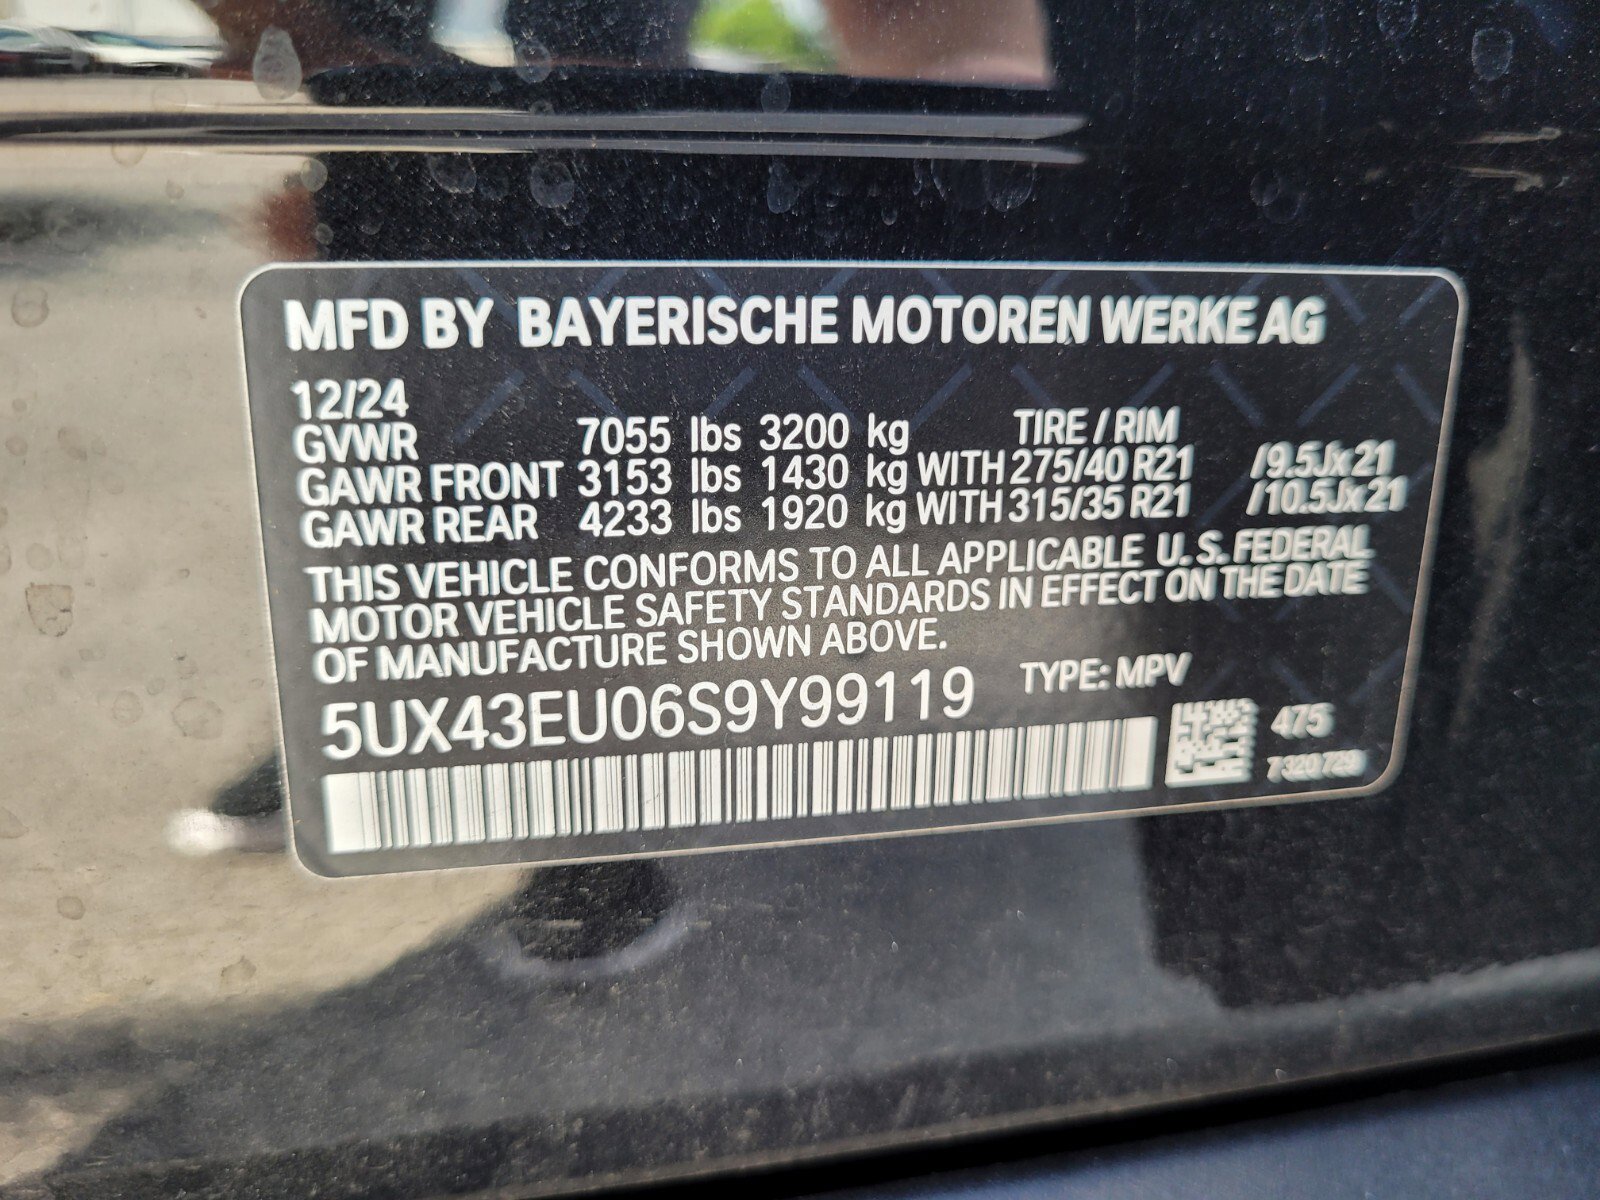 MFD BY BAYERISCHE MOTOREN WERKE AG
12/24
GVWR 7055 lbs 3200 kg TIRE / RIM
GAWR FRONT 3153 lbs 1430 kg WITH 275/40 R21 /9.5Jx21
GAWR REAR 4233 lbs 1920 kg WITH 315/35 R21 /10.5Jx21
THIS VEHICLE CONFORMS TO ALL APPLICABLE U. S. FEDERAL
MOTOR VEHICLE SAFETY STANDARDS IN EFFECT ON THE DATE
OF MANUFACTURE SHOWN ABOVE.
5UX43EU06S9Y99119 TYPE: MPV
475
7320729